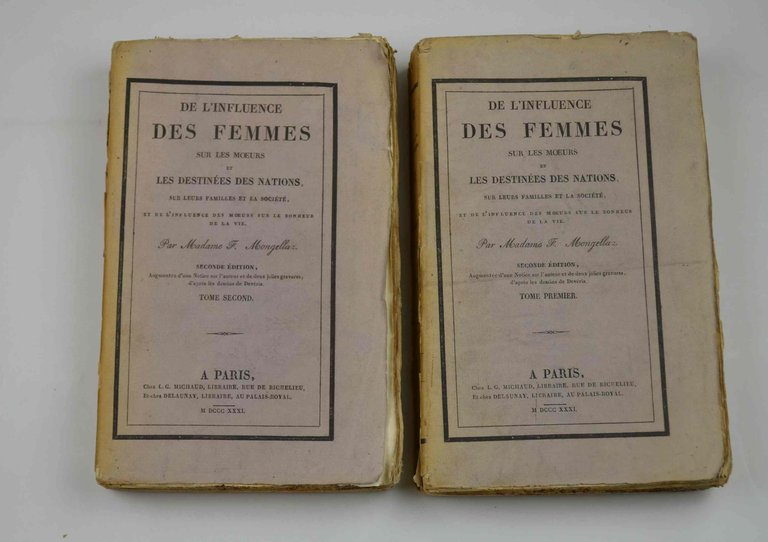 DE L'INFLUENCE
DES FEMMES
SUR LES MŒURS
ET
LES DESTINÉES DES NATIONS,
SUR LEURS FAMILLES ET LA SOCIÉTÉ,
ET DE L'INFLUENCE DES MŒURS SUR LE BONHEUR
DE LA VIE.
Par Madame F. Mongellaz.
SECONDE ÉDITION,
Augmentée d'une Notice sur l'auteur et de deux jolies gravures,
d'après les dessins de Deveria.
TOME SECOND.
A PARIS,
Chez L. G. MICHAUD, LIBRAIRE, RUE DE RICHELIEU,
Et chez DELAUNAY, LIBRAIRE, AU PALAIS-ROYAL.
M DCCC XXXI.
DE L'INFLUENCE
DES FEMMES
SUR LES MŒURS
ET
LES DESTINÉES DES NATIONS,
SUR LEURS FAMILLES ET LA SOCIÉTÉ,
ET DE L'INFLUENCE DES MŒURS SUR LE BONHEUR
DE LA VIE.
Par Madame F. Mongellaz.
SECONDE ÉDITION,
Augmentée d'une Notice sur l'auteur et de deux jolies gravures,
d'après les dessins de Deveria.
TOME PREMIER.
A PARIS,
Chez L. G. MICHAUD, LIBRAIRE, RUE DE RICHELIEU,
Et chez DELAUNAY, LIBRAIRE, AU PALAIS-ROYAL.
M DCCC XXXI.